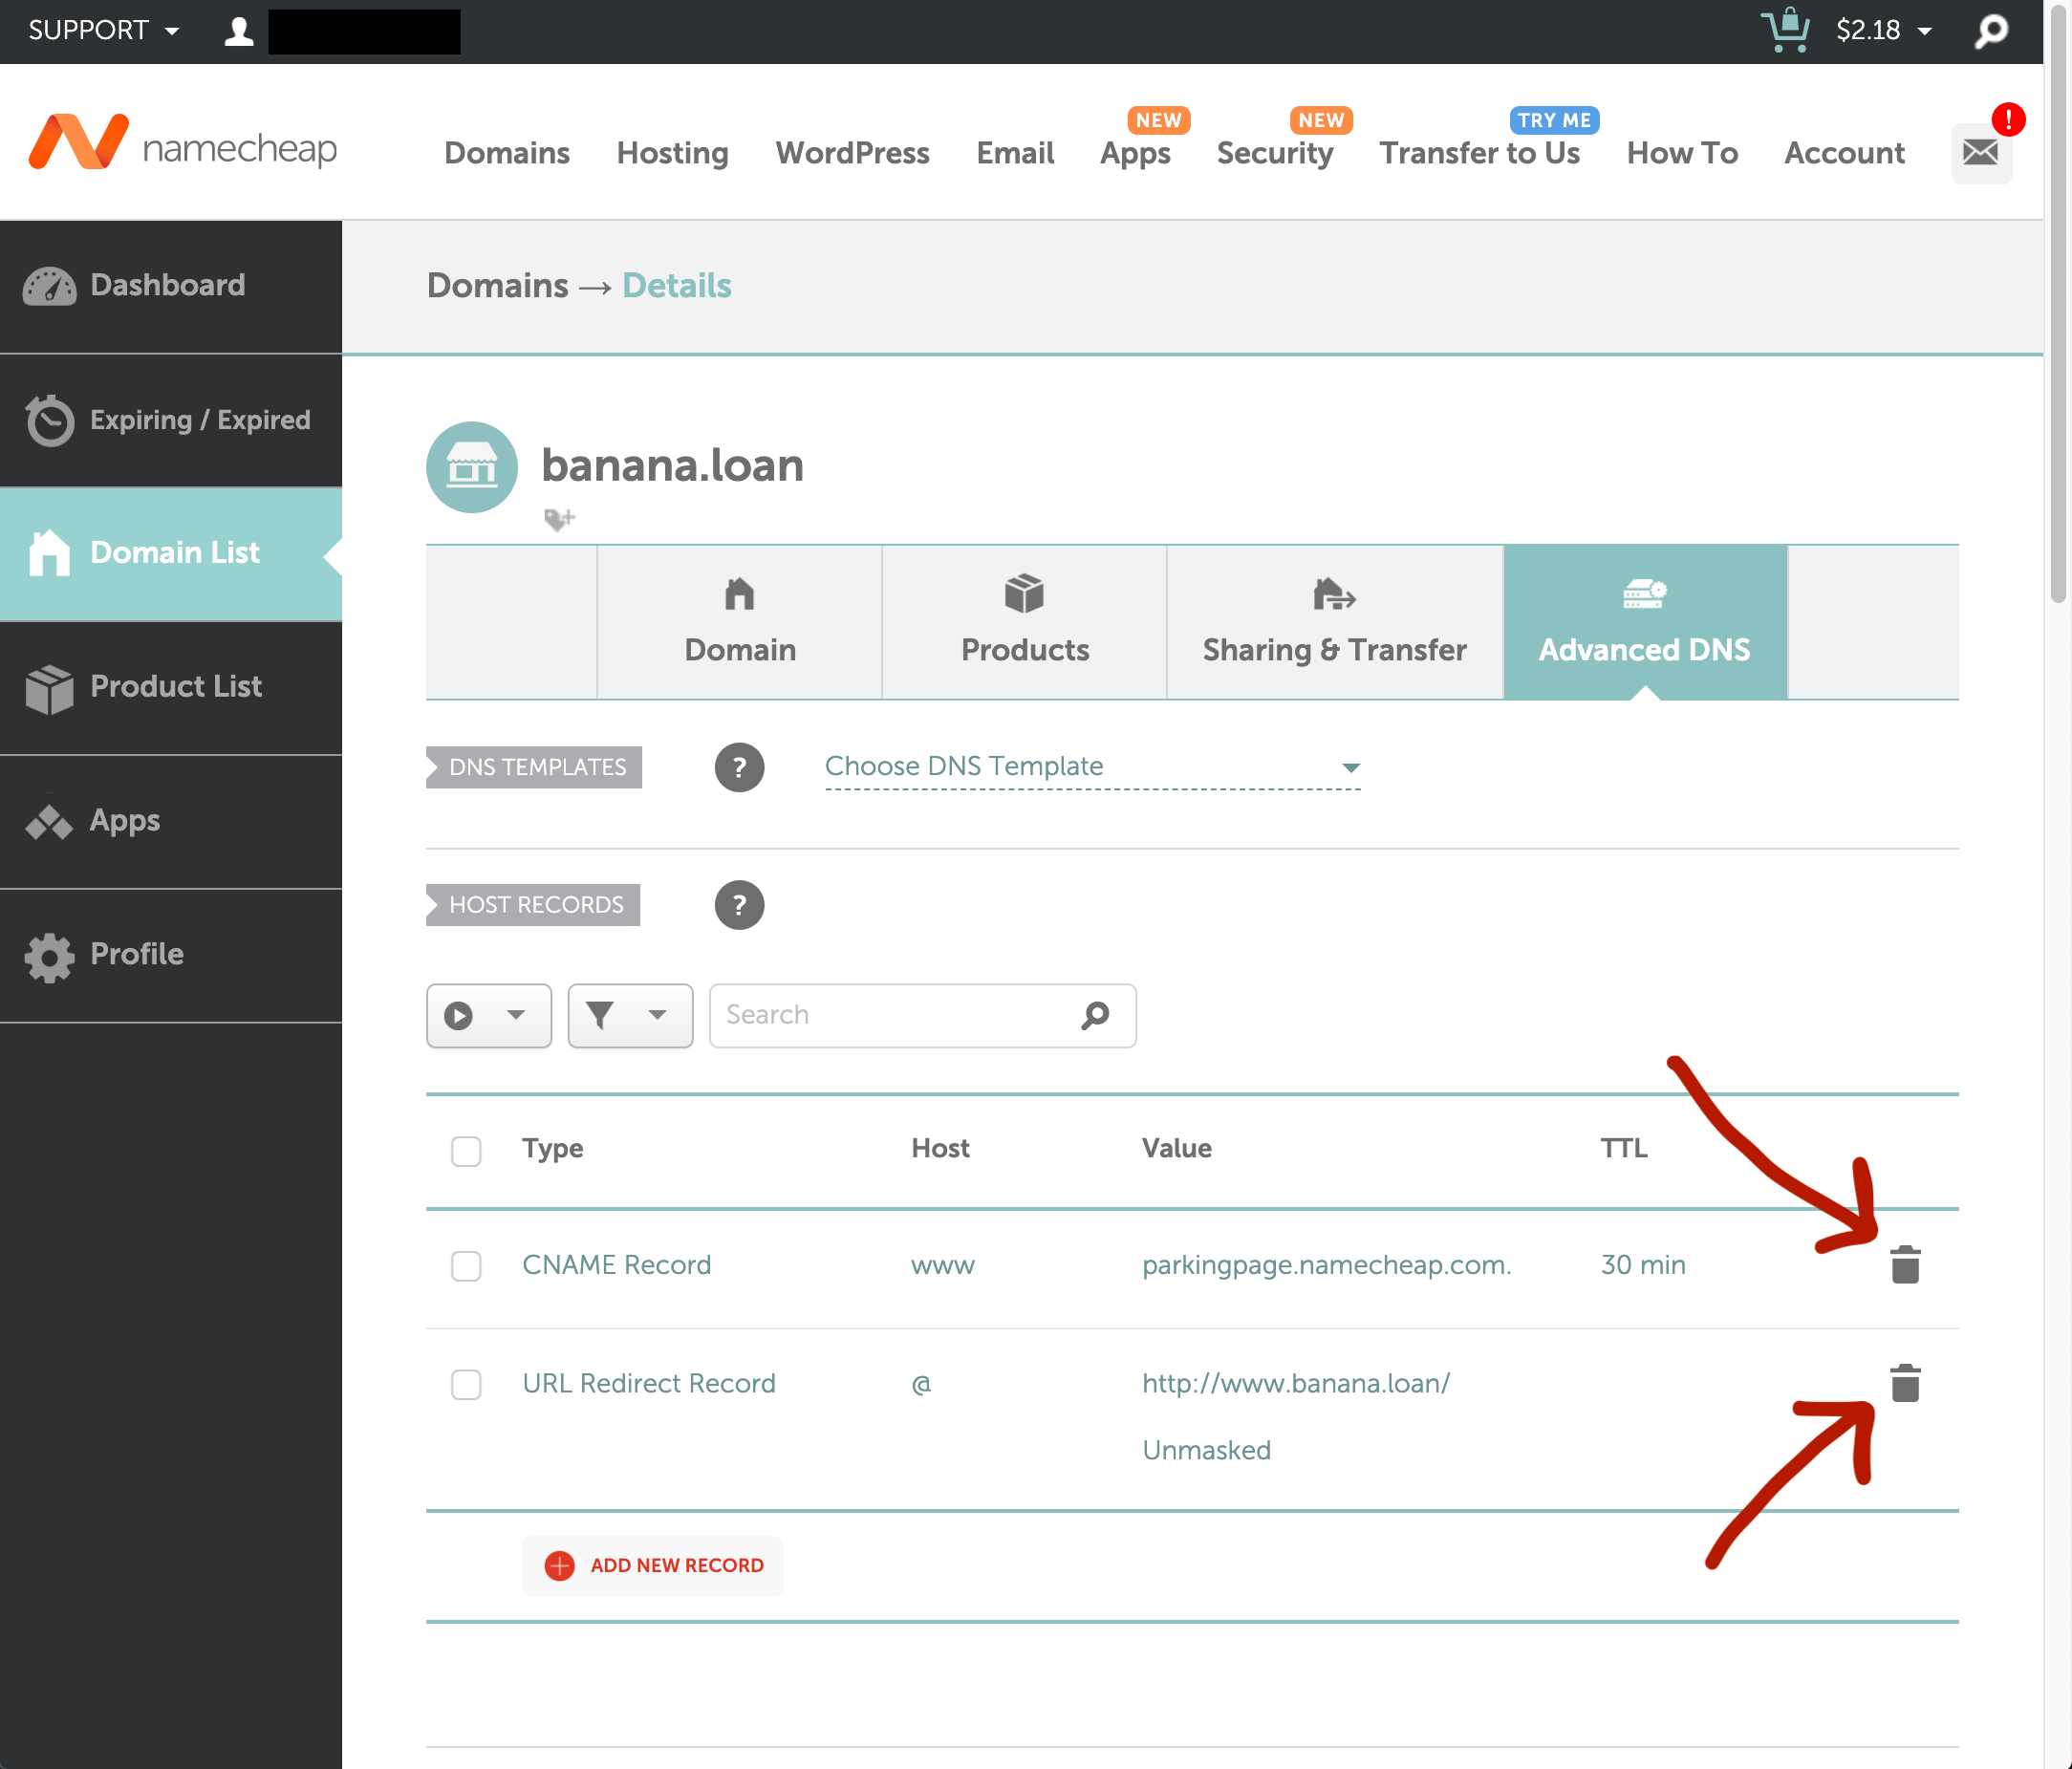 SUPPORT
$2.18
namecheap
Domains
Hosting
WordPress
Email
NEW
Apps
NEW
Security
TRY ME
Transfer to Us
How To
Account
!
Dashboard
Expiring / Expired
Domain List
Product List
Apps
Profile
Domains → Details
banana.loan
Domain
Products
Sharing & Transfer
Advanced DNS
DNS TEMPLATES
?
Choose DNS Template
HOST RECORDS
?
Search
Type Host Value TTL
CNAME Record www parkingpage.namecheap.com. 30 min
URL Redirect Record @ http://www.banana.loan/
Unmasked
ADD NEW RECORD